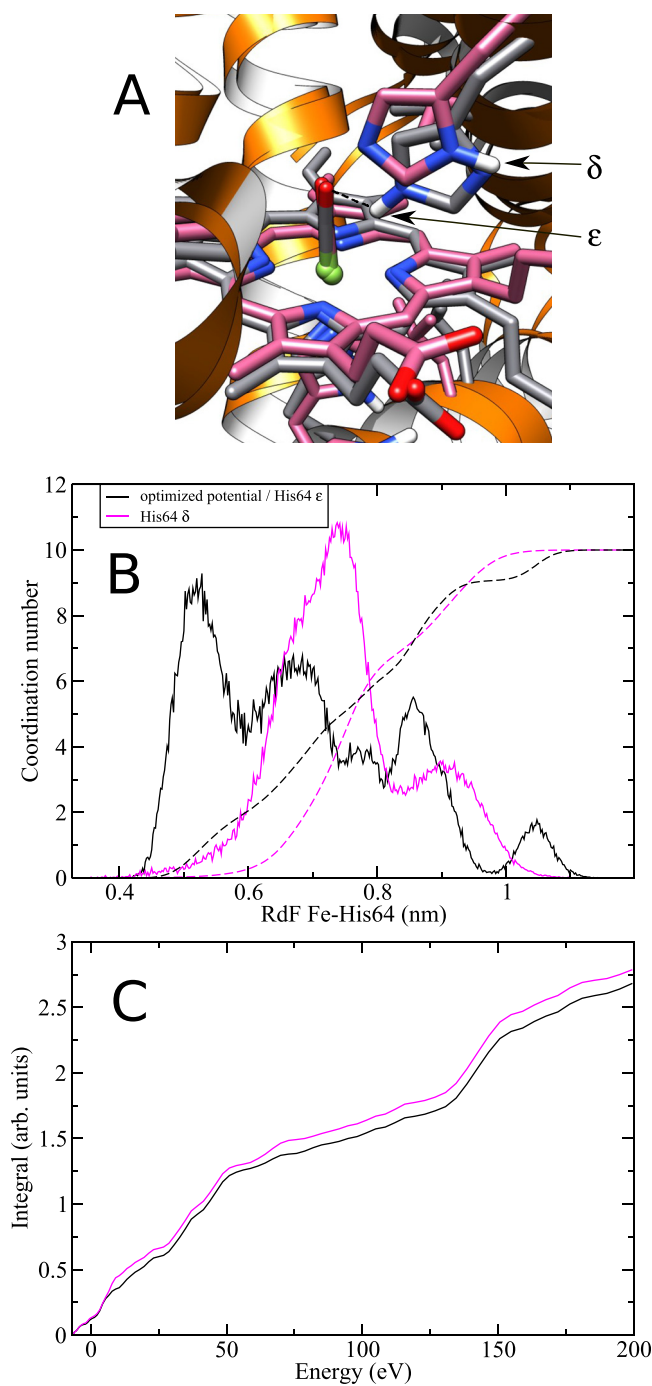 A
δ
ε
12
optimized potential / His64 ε
His64 δ
B
10
8
6
4
2
0
Coordination number
0.4
0.6
0.8
1
RdF Fe-His64 (nm)
3
C
2.5
2
1.5
1
0.5
0
Integral (arb. units)
0
50
100
150
200
Energy (eV)